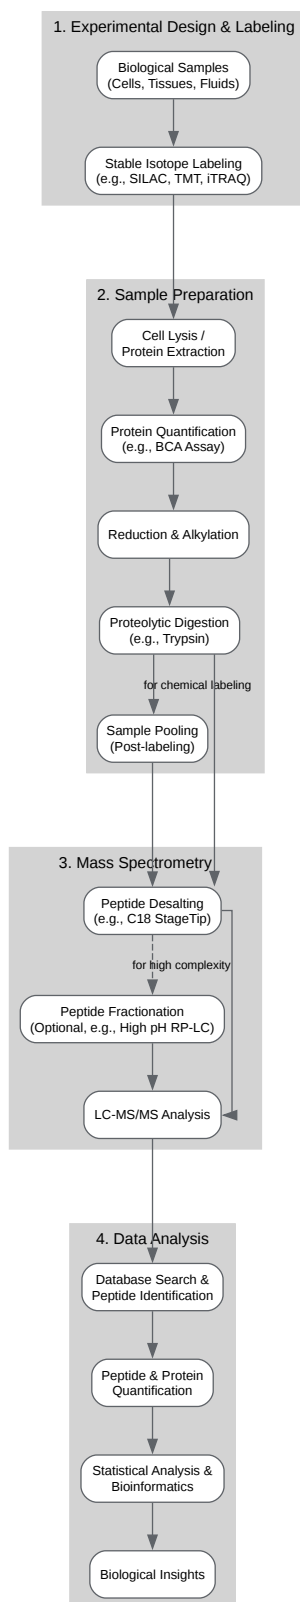 1. Experimental Design & Labeling
Biological Samples
(Cells, Tissues, Fluids)
Stable Isotope Labeling
(e.g., SILAC, TMT, iTRAQ)
2. Sample Preparation
Cell Lysis /
Protein Extraction
Protein Quantification
(e.g., BCA Assay)
Reduction & Alkylation
Proteolytic Digestion
(e.g., Trypsin)
for chemical labeling
Sample Pooling
(Post-labeling)
3. Mass Spectrometry
Peptide Desalting
(e.g., C18 StageTip)
for high complexity
Peptide Fractionation
(Optional, e.g., High pH RP-LC)
LC-MS/MS Analysis
4. Data Analysis
Database Search &
Peptide Identification
Peptide & Protein
Quantification
Statistical Analysis &
Bioinformatics
Biological Insights